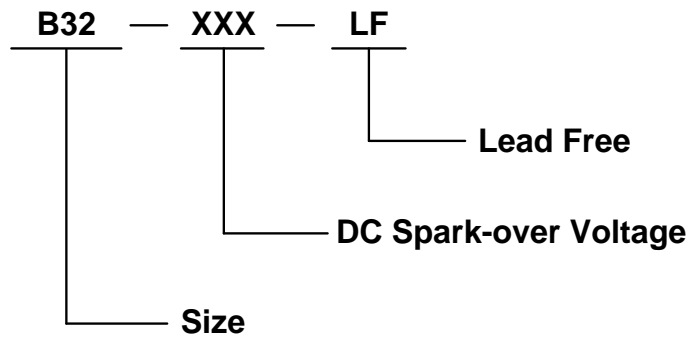 B32 — XXX — LF
Lead Free
DC Spark-over Voltage
Size